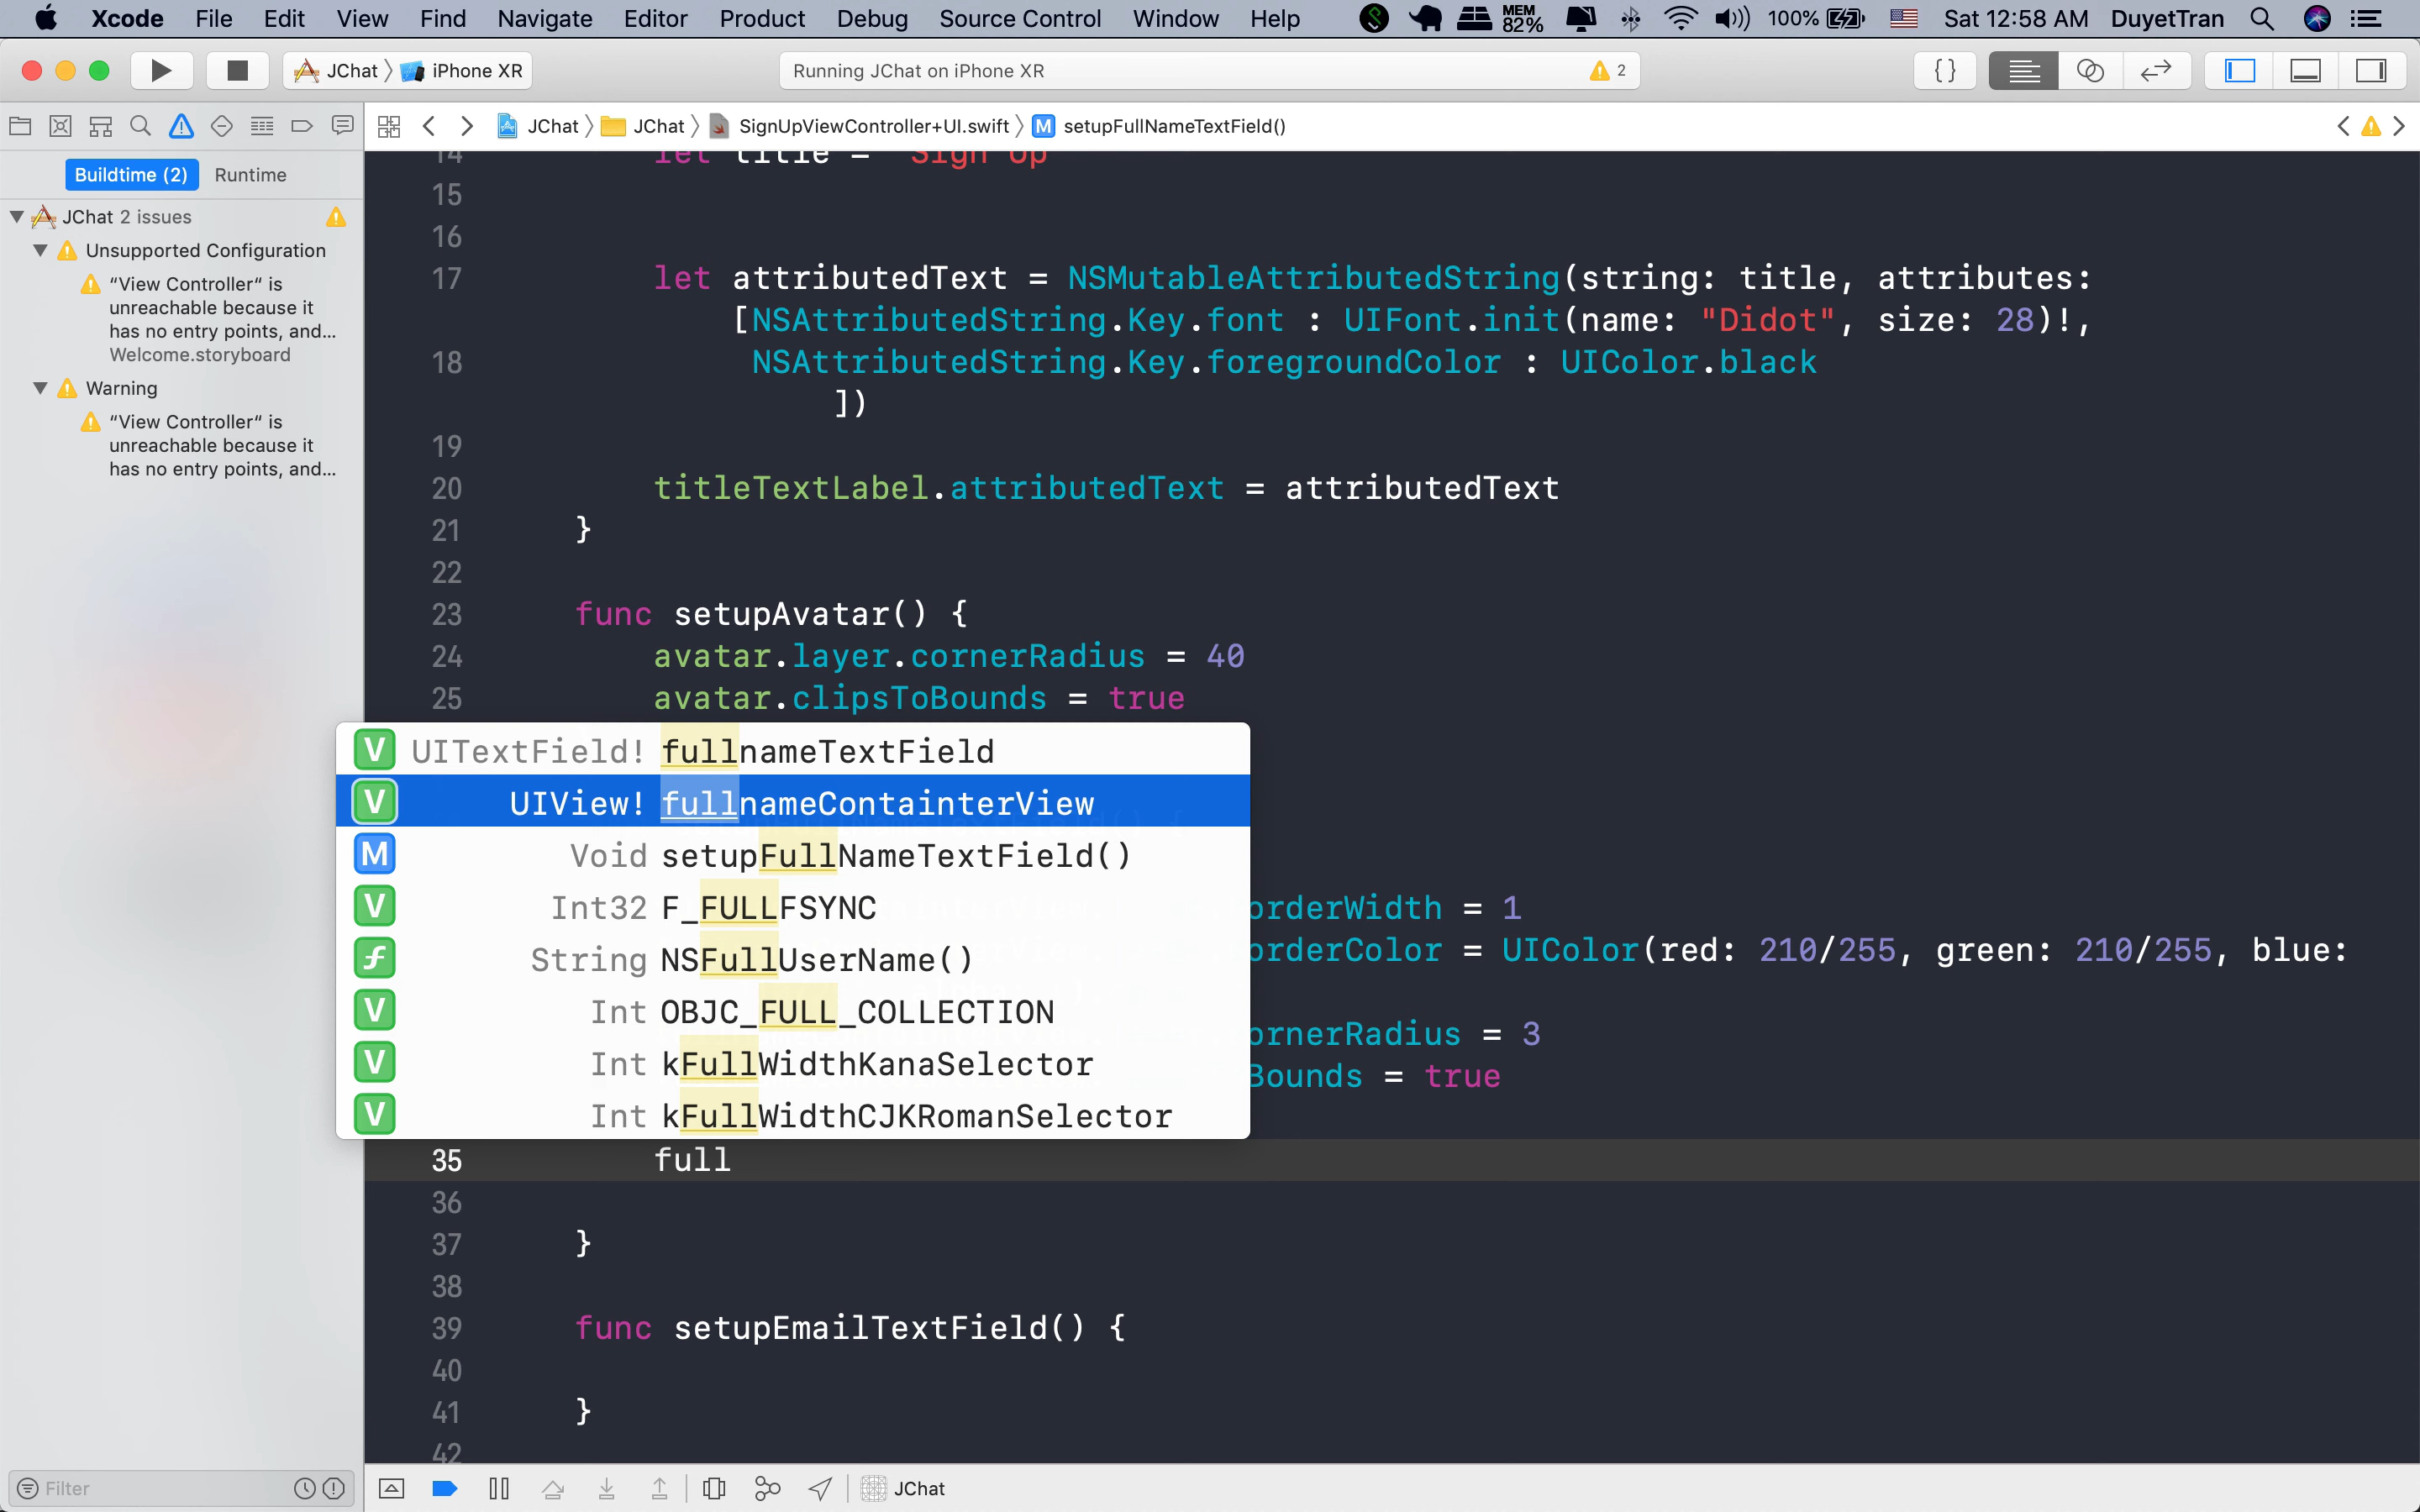 Xcode File Edit View Find Navigate Editor Product Debug Source Control Window Help MEM 82% 100% Sat 12:58 AM DuyetTran
JChat iPhone XR Running JChat on iPhone XR 2
JChat JChat SignUpViewController+UI.swift M setupFullNameTextField()
Buildtime (2) Runtime
JChat 2 issues
Unsupported Configuration
“View Controller“ is
unreachable because it
has no entry points, and...
Welcome.storyboard
Warning
“View Controller“ is
unreachable because it
has no entry points, and...
Filter
14 let title = "Sign Up"
15
16
17 let attributedText = NSMutableAttributedString(string: title, attributes:
[NSAttributedString.Key.font : UIFont.init(name: "Didot", size: 28)!,
18 NSAttributedString.Key.foregroundColor : UIColor.black
])
19
20 titleTextLabel.attributedText = attributedText
21 }
22
23 func setupAvatar() {
24 avatar.layer.cornerRadius = 40
25 avatar.clipsToBounds = true
V UITextField! fullnameTextField
V UIView! fullnameContainterView
M Void setupFullNameTextField()
V Int32 F_FULLFSYNC
f String NSFullUserName()
V Int OBJC_FULL_COLLECTION
V Int kFullWidthKanaSelector
V Int kFullWidthCJKRomanSelector
orderWidth = 1
orderColor = UIColor(red: 210/255, green: 210/255, blue:
ornerRadius = 3
Bounds = true
35 full
36
37 }
38
39 func setupEmailTextField() {
40
41 }
42
JChat